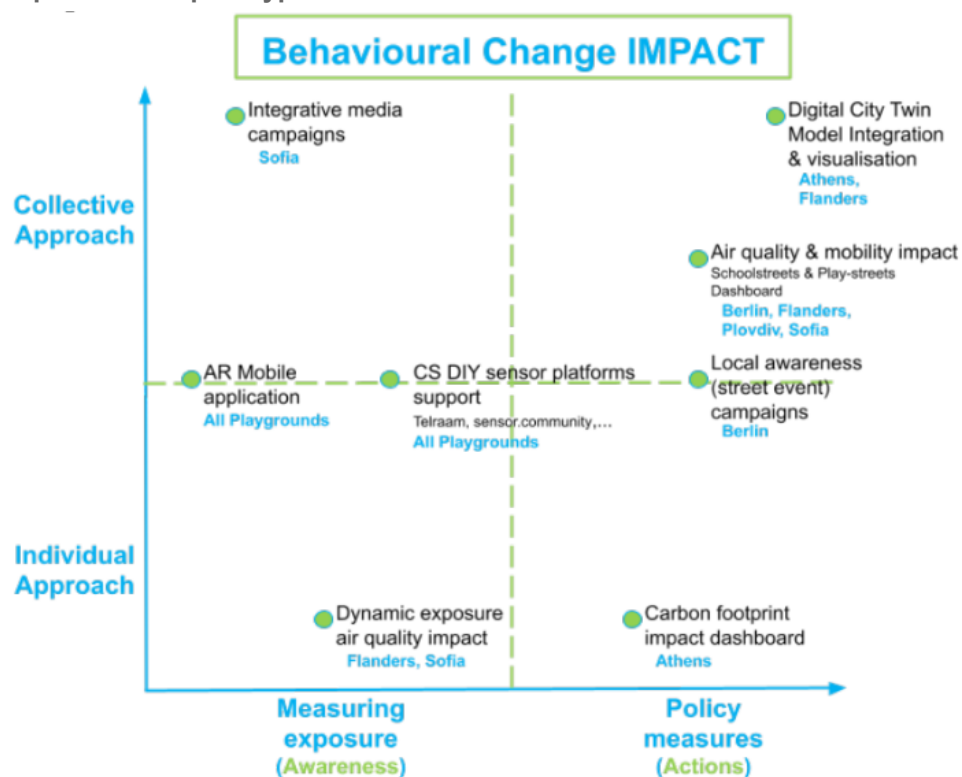 Behavioural Change IMPACT
Integrative media
campaigns
Sofia
Digital City Twin
Model Integration
& visualisation
Athens,
Flanders
Collective
Approach
Air quality & mobility impact
Schoolstreets & Play-streets
Dashboard
Berlin, Flanders,
Plovdiv, Sofia
AR Mobile
application
All Playgrounds
CS DIY sensor platforms
support
Telraam, sensor.community,...
All Playgrounds
Local awareness
(street event)
campaigns
Berlin
Individual
Approach
Dynamic exposure
air quality impact
Flanders, Sofia
Carbon footprint
impact dashboard
Athens
Measuring
exposure
(Awareness)
Policy
measures
(Actions)